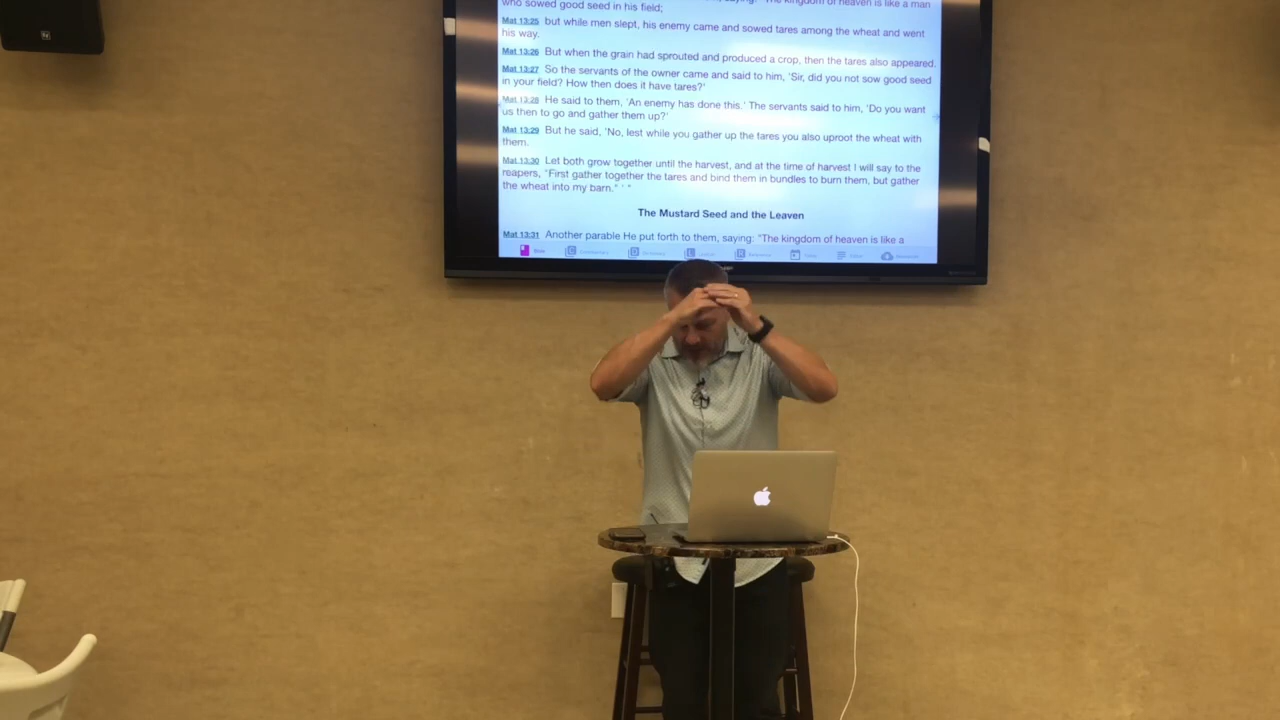 who sowed good seed in his field;
Mat 13:25 but while men slept, his enemy came and sowed tares among the wheat and went
his way.
Mat 13:26 But when the grain had sprouted and produced a crop, then the tares also appeared.
Mat 13:27 So the servants of the owner came and said to him, 'Sir, did you not sow good seed
in your field? How then does it have tares?'
Mat 13:28 He said to them, 'An enemy has done this.' The servants said to him, 'Do you want
us then to go and gather them up?'
Mat 13:29 But he said, 'No, lest while you gather up the tares you also uproot the wheat with
them.
Mat 13:30 Let both grow together until the harvest, and at the time of harvest I will say to the
reapers, "First gather together the tares and bind them in bundles to burn them, but gather
the wheat into my barn." ' "
The Mustard Seed and the Leaven
Mat 13:31 Another parable He put forth to them, saying: "The kingdom of heaven is like a